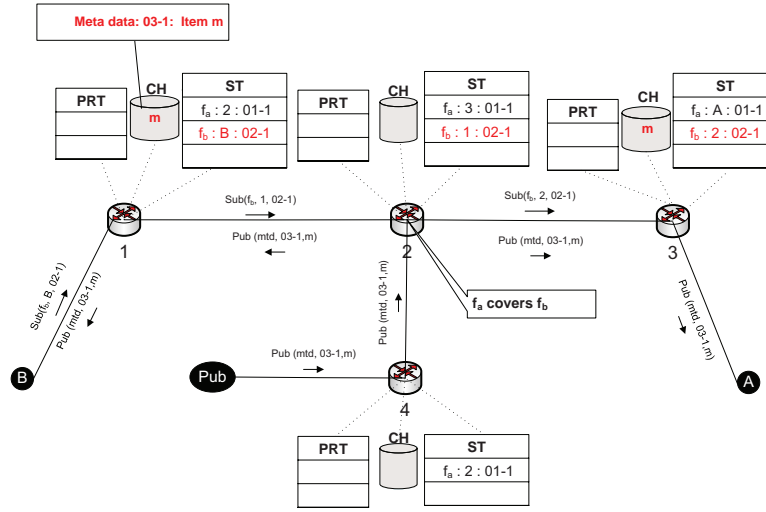 Meta data: 03-1: Item m
PRT
CH
m
ST
fa : 2 : 01-1
fb : B : 02-1
PRT
CH
ST
fa : 3 : 01-1
fb : 1 : 02-1
PRT
CH
m
ST
fa : A : 01-1
fb : 2 : 02-1
Sub(fb, 1, 02-1)
Sub(fb, 2, 02-1)
1
2
3
Pub (mtd, 03-1,m)
Pub (mtd, 03-1,m)
Sub(fb, B, 02-1)
Pub (mtd, 03-1,m)
Pub (mtd, 03-1,m)
Pub (mtd, 03-1,m)
fa covers fb
B
Pub
Pub (mtd, 03-1,m)
A
4
PRT
CH
ST
fa : 2 : 01-1